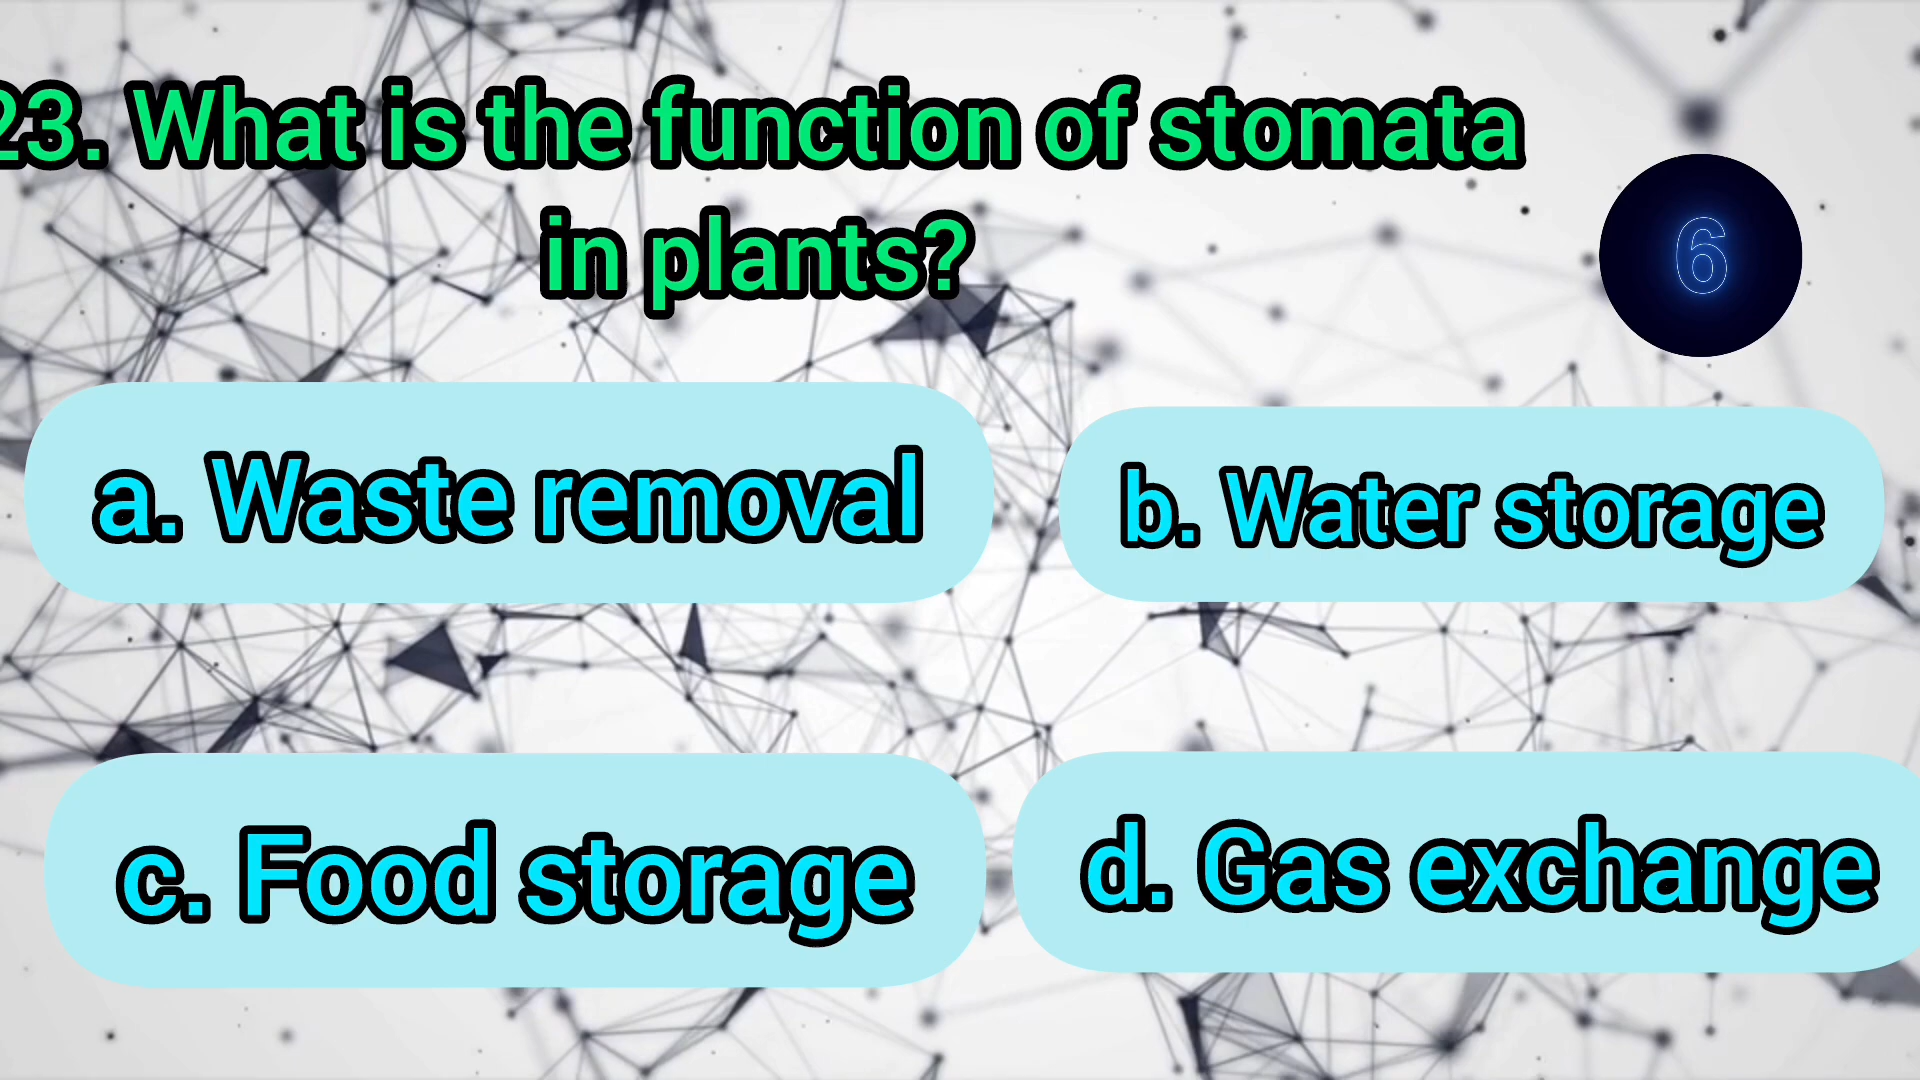 23. What is the function of stomata
in plants?
6
a. Waste removal
b. Water storage
c. Food storage
d. Gas exchange